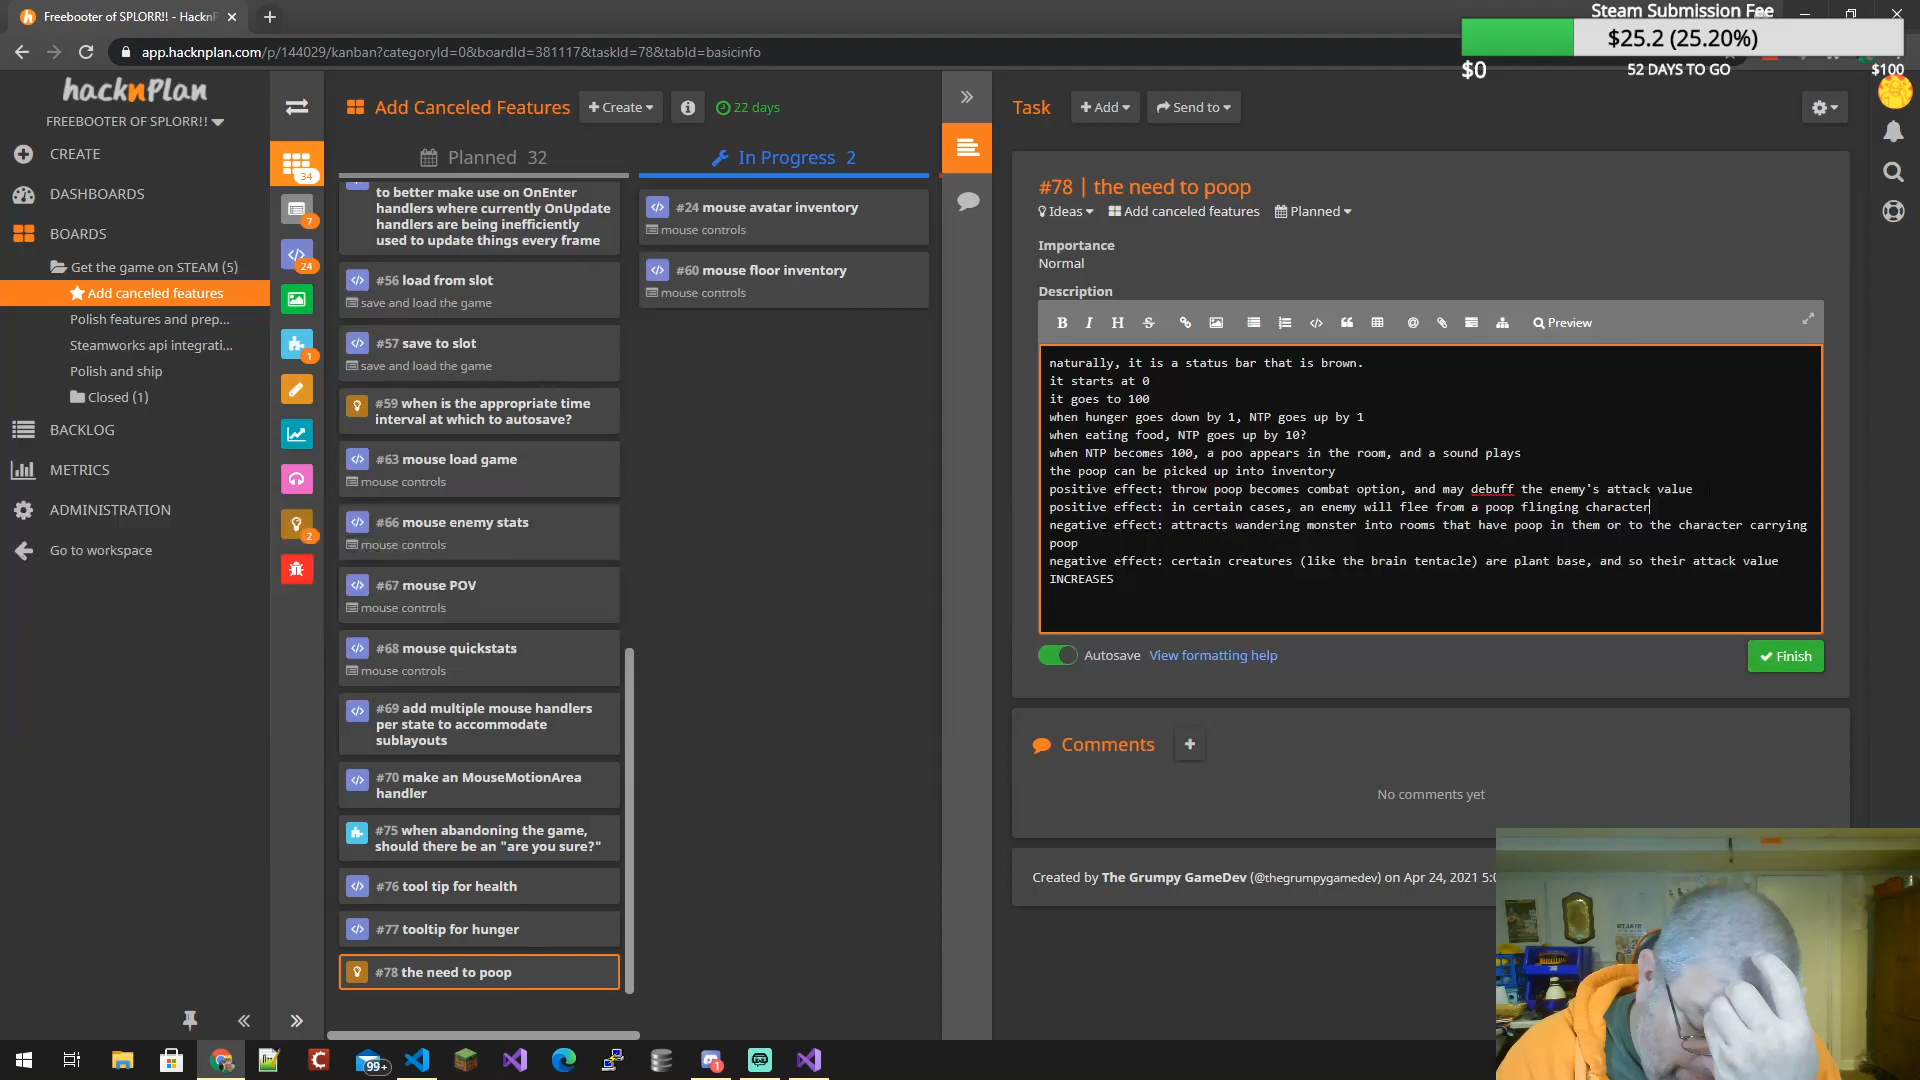 Freebooter of SPLORR!! - HacknP
Steam Submission Fee
$25.2 (25.20%)
$0
52 DAYS TO GO
$100
app.hacknplan.com/p/144029/kanban?categoryId=0&boardId=381117&taskId=78&tabId=basicinfo
hacknPlan
FREEBOOTER OF SPLORR!!
CREATE
DASHBOARDS
BOARDS
Get the game on STEAM (5)
Add canceled features
Polish features and prep...
Steamworks api integrati...
Polish and ship
Closed (1)
BACKLOG
METRICS
ADMINISTRATION
Go to workspace
34
7
24
1
2
Add Canceled Features
Create
22 days
Planned 32
to better make use on OnEnter
handlers where currently OnUpdate
handlers are being inefficiently
used to update things every frame
#56 load from slot
save and load the game
#57 save to slot
save and load the game
#59 when is the appropriate time
interval at which to autosave?
#63 mouse load game
mouse controls
#66 mouse enemy stats
mouse controls
#67 mouse POV
mouse controls
#68 mouse quickstats
mouse controls
#69 add multiple mouse handlers
per state to accommodate
sublayouts
#70 make an MouseMotionArea
handler
#75 when abandoning the game,
should there be an "are you sure?"
#76 tool tip for health
#77 tooltip for hunger
#78 the need to poop
In Progress 2
#24 mouse avatar inventory
mouse controls
#60 mouse floor inventory
mouse controls
Task
Add
Send to
#78 | the need to poop
Ideas
Add canceled features
Planned
Importance
Normal
Description
B I H S
Preview
naturally, it is a status bar that is brown.
it starts at 0
it goes to 100
when hunger goes down by 1, NTP goes up by 1
when eating food, NTP goes up by 10?
when NTP becomes 100, a poo appears in the room, and a sound plays
the poop can be picked up into inventory
positive effect: throw poop becomes combat option, and may debuff the enemy's attack value
positive effect: in certain cases, an enemy will flee from a poop flinging character
negative effect: attracts wandering monster into rooms that have poop in them or to the character carrying
poop
negative effect: certain creatures (like the brain tentacle) are plant base, and so their attack value
INCREASES
Autosave
View formatting help
Finish
Comments
No comments yet
Created by The Grumpy GameDev (@thegrumpygamedev) on Apr 24, 2021 5:0
99+
1